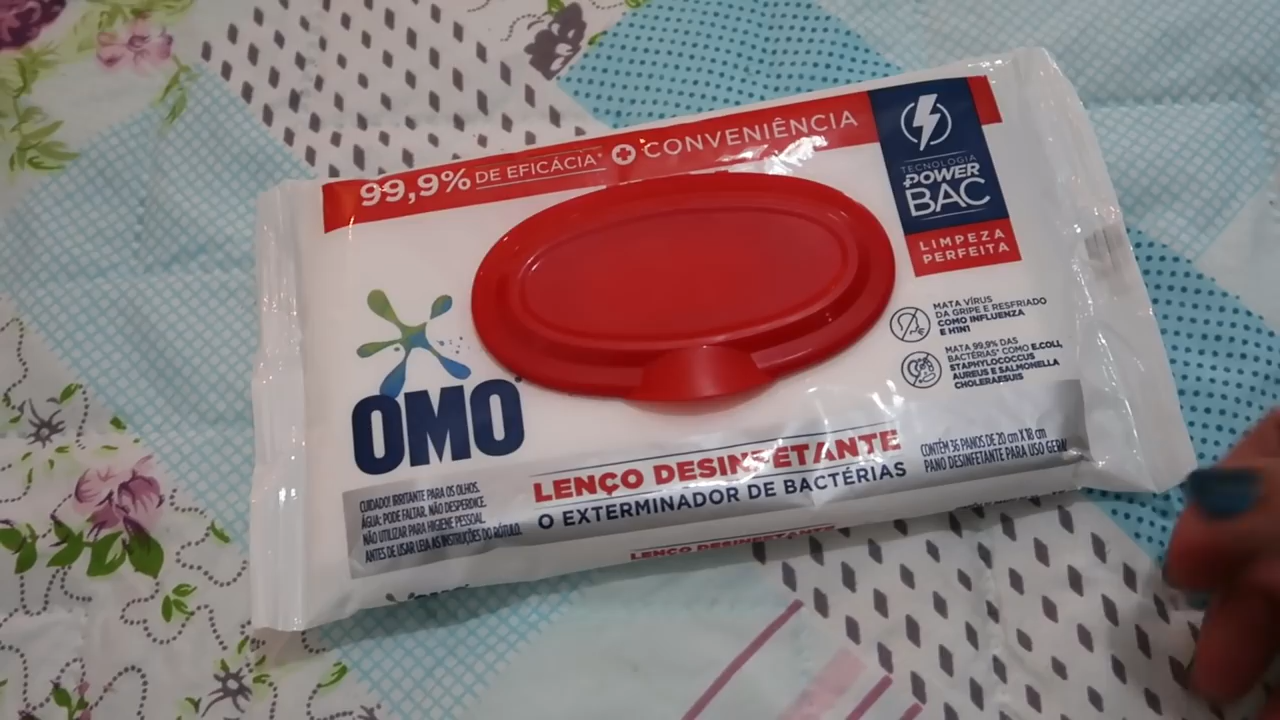 99,9% DE EFICÁCIA* CONVENIÊNCIA
TECNOLOGIA
POWER
BAC
LIMPEZA
PERFEITA
MATA VÍRUS
DA GRIPE E RESFRIADO
COMO INFLUENZA
E H1N1
MATA 99,9% DAS
BACTÉRIAS* COMO E.COLI,
STAPHYLOCOCCUS
AUREUS E SALMONELLA
CHOLERAESUIS
OMO
LENÇO DESINFETANTE
O EXTERMINADOR DE BACTÉRIAS
CONTÉM 36 PANOS DE 20 cm X 18 cm
PANO DESINFETANTE PARA USO GERAL
CUIDADO! IRRITANTE PARA OS OLHOS.
ÁGUA: PODE FALTAR. NÃO DESPERDICE.
NÃO UTILIZAR PARA HIGIENE PESSOAL.
ANTES DE USAR LEIA AS INSTRUÇÕES DO RÓTULO.
LENÇO DESINFETANTE